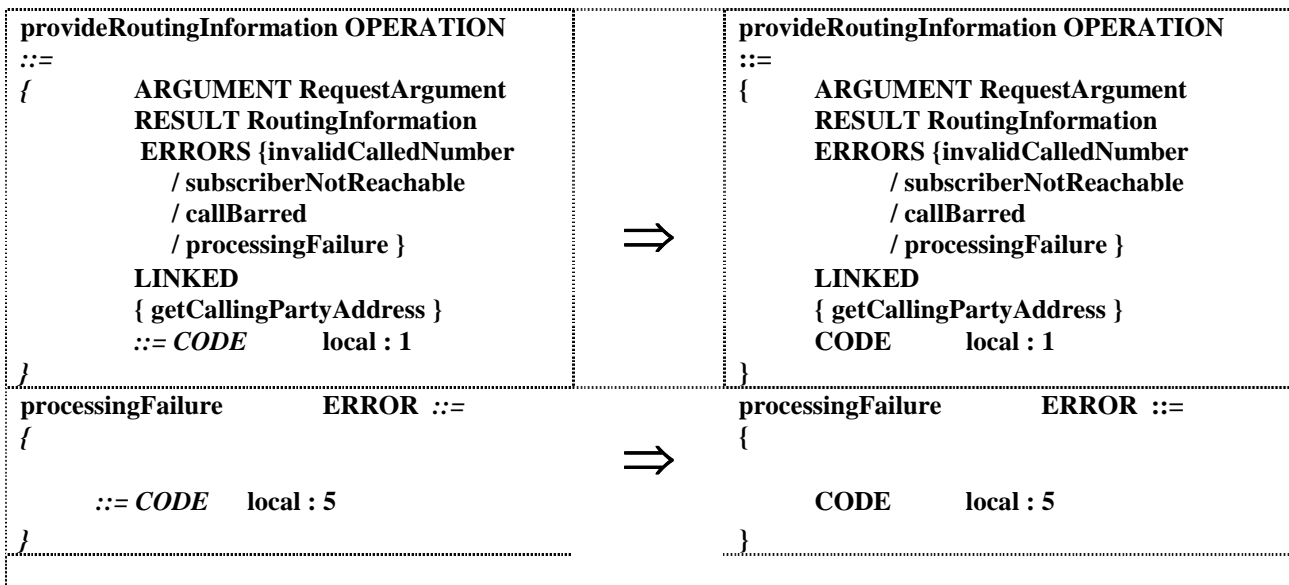 provideRoutingInformation OPERATION
::=
{ ARGUMENT RequestArgument
RESULT RoutingInformation
ERRORS {invalidCalledNumber
/ subscriberNotReachable
/ callBarred
/ processingFailure }
LINKED
{ getCallingPartyAddress }
::= CODE local : 1
}
⇒
provideRoutingInformation OPERATION
::=
{ ARGUMENT RequestArgument
RESULT RoutingInformation
ERRORS {invalidCalledNumber
/ subscriberNotReachable
/ callBarred
/ processingFailure }
LINKED
{ getCallingPartyAddress }
CODE local : 1
}
processingFailure ERROR ::=
{
::= CODE local : 5
}
⇒
processingFailure ERROR ::=
{
CODE local : 5
}